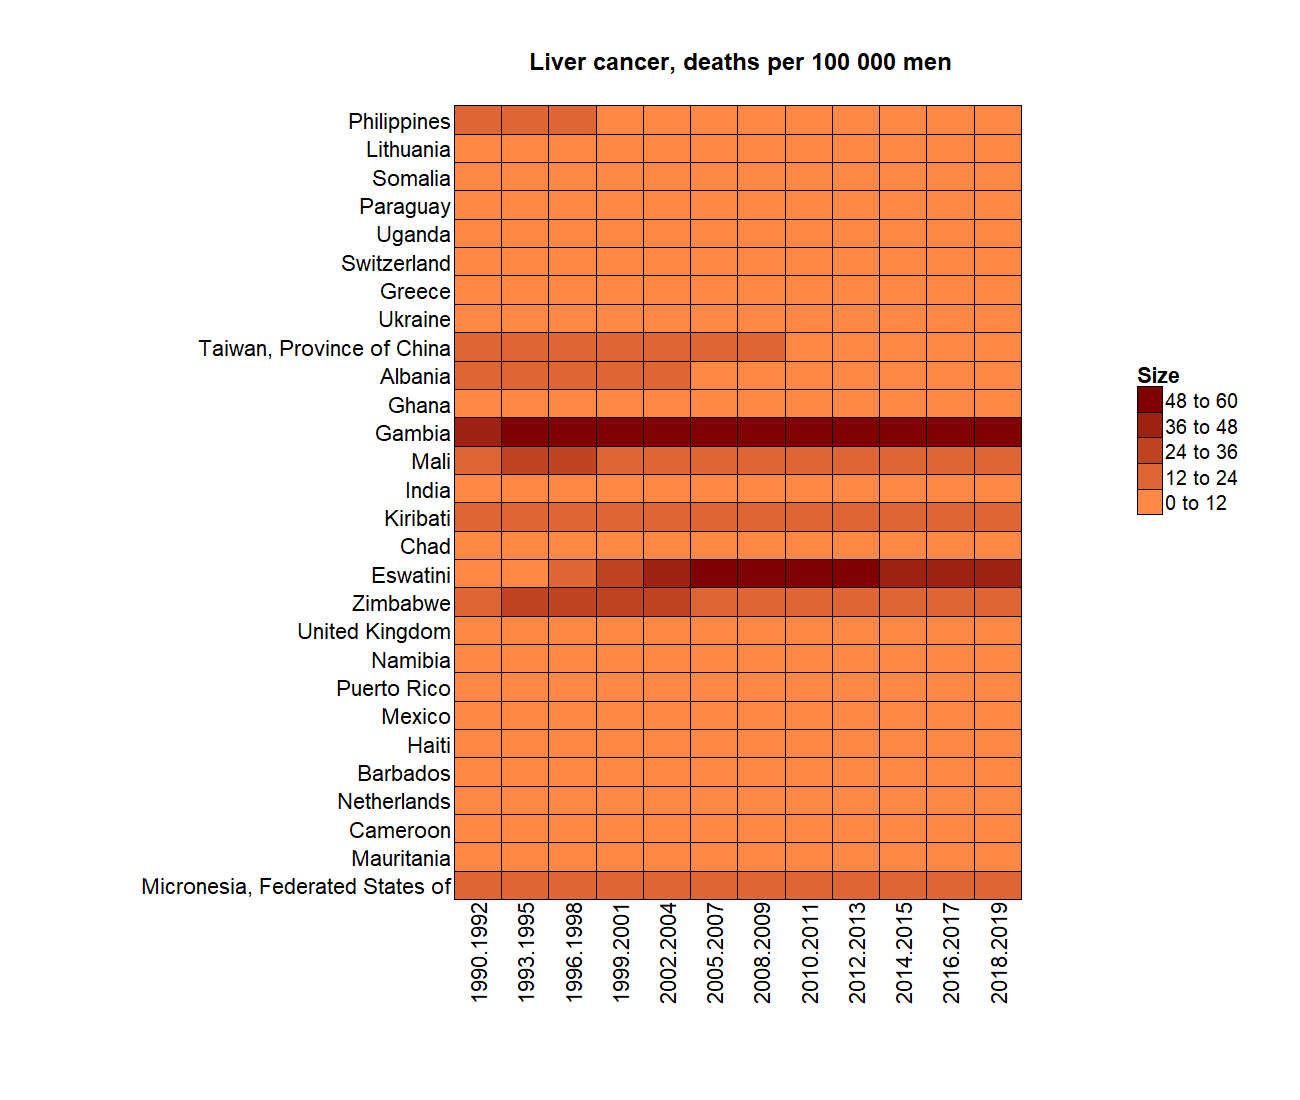 Liver cancer, deaths per 100 000 men
Philippines
Lithuania
Somalia
Paraguay
Uganda
Switzerland
Greece
Ukraine
Taiwan, Province of China
Albania
Ghana
Gambia
Mali
India
Kiribati
Chad
Eswatini
Zimbabwe
United Kingdom
Namibia
Puerto Rico
Mexico
Haiti
Barbados
Netherlands
Cameroon
Mauritania
Micronesia, Federated States of
1990.1992
1993.1995
1996.1998
1999.2001
2002.2004
2005.2007
2008.2009
2010.2011
2012.2013
2014.2015
2016.2017
2018.2019
Size
48 to 60
36 to 48
24 to 36
12 to 24
0 to 12